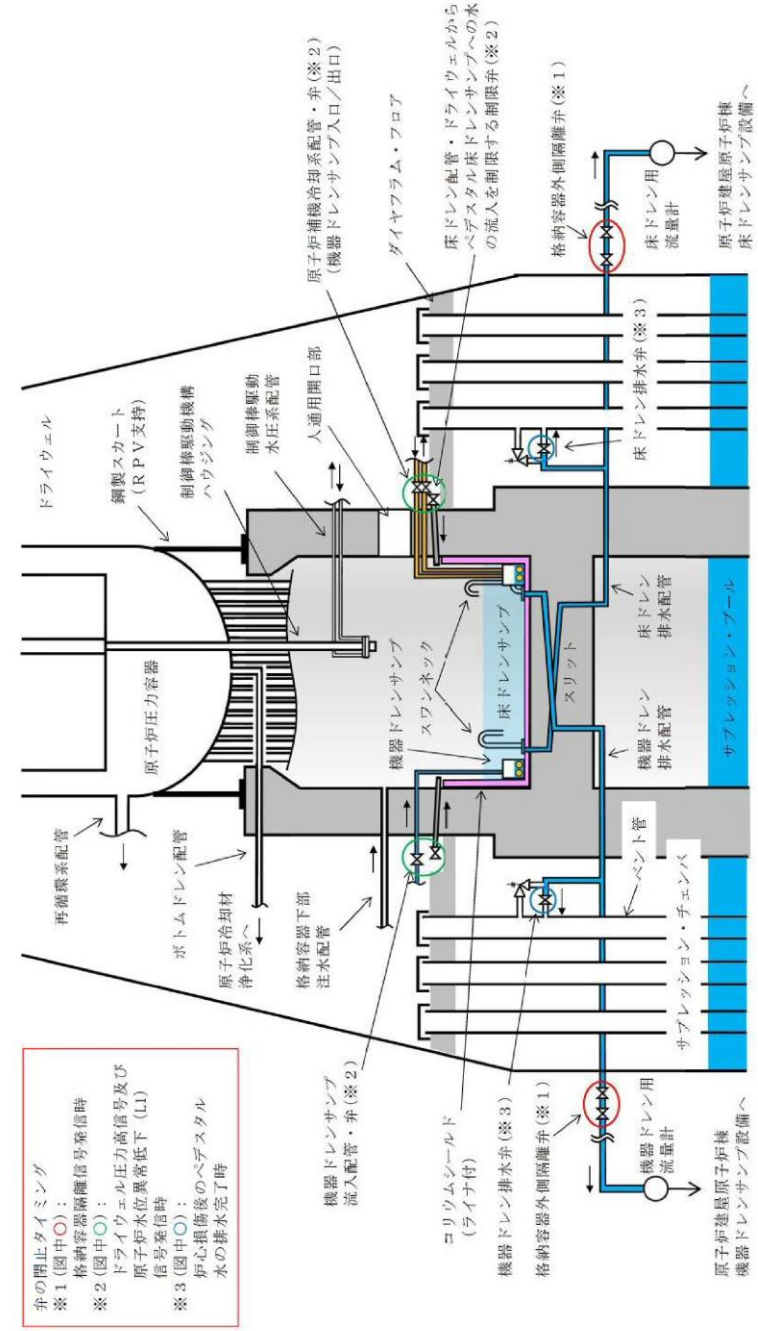 弁の閉止タイミング
※1(図中○):
格納容器隔離信号発信時
※2(図中○):
ドライウェル圧力高信号及び
原子炉水位異常低下(L1)
信号発信時
※3(図中○):
炉心損傷後のペデスタル
水の排水完了時
再循環系配管
ボトムドレン配管
原子炉冷却材
浄化系へ
格納容器下部
注水配管
機器ドレンサンプ
流入配管・弁(※2)
コリウムシールド
(ライナ付)
機器ドレン排水弁(※3)
格納容器外側隔離弁(※1)
機器ドレン用
流量計
原子炉建屋原子炉棟
機器ドレンサンプ設備へ
原子炉圧力容器
機器ドレンサンプ
スワンネック
床ドレンサンプ
スリット
機器ドレン
排水配管
床ドレン
排水配管
ベント管
サプレッション・チェンバ
サプレッション・プール
ドライウェル
鋼製スカート
(RPV支持)
制御棒駆動機構
ハウジング
制御棒駆動
水圧系配管
人通用開口部
原子炉補機冷却系配管・弁(※2)
(機器ドレンサンプ入口/出口)
ダイヤフラム・フロア
床ドレン配管・ドライウェルから
ペデスタル床ドレンサンプへの水
の流入を制限する制限弁(※2)
格納容器外側隔離弁(※1)
床ドレン排水弁(※3)
床ドレン用
流量計
原子炉建屋原子炉棟
床ドレンサンプ設備へ